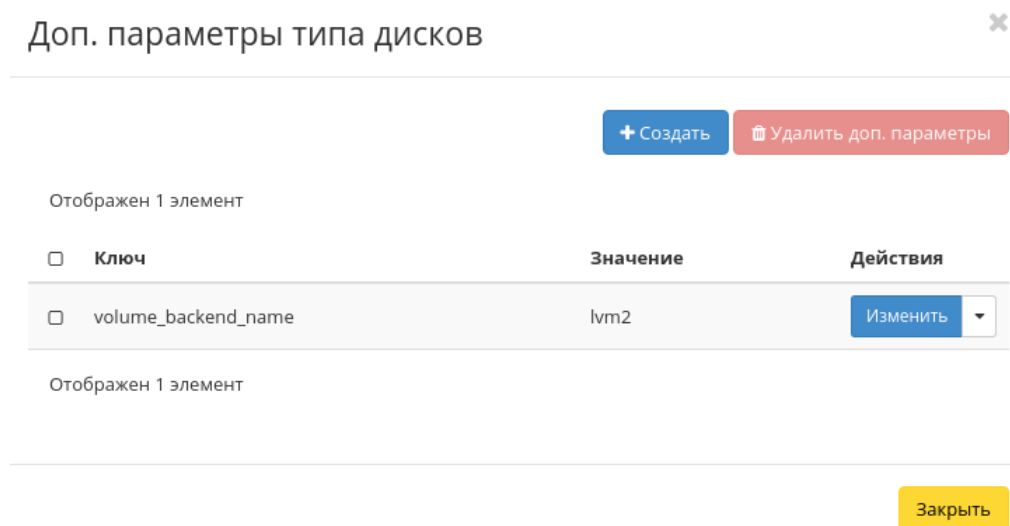 Доп. параметры типа дисков
Создать Удалить доп. параметры
Отображен 1 элемент
Ключ Значение Действия
volume_backend_name lvm2 Изменить
Отображен 1 элемент
Закрыть